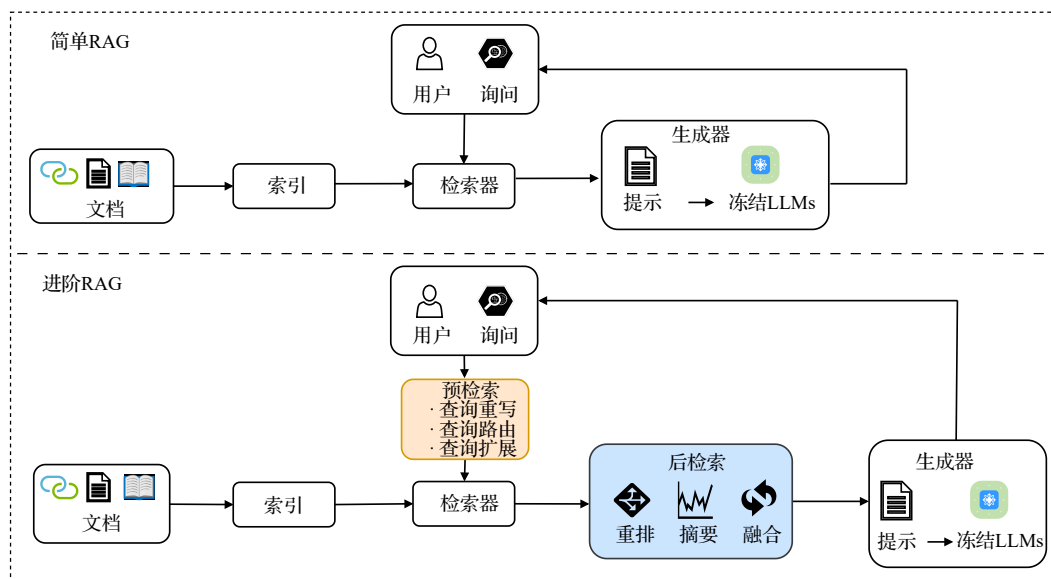 简单RAG
用户 询问
生成器
文档
索引
检索器
提示
冻结LLMs
进阶RAG
用户 询问
预检索
· 查询重写
· 查询路由
· 查询扩展
文档
索引
检索器
后检索
重排 摘要 融合
生成器
提示
冻结LLMs